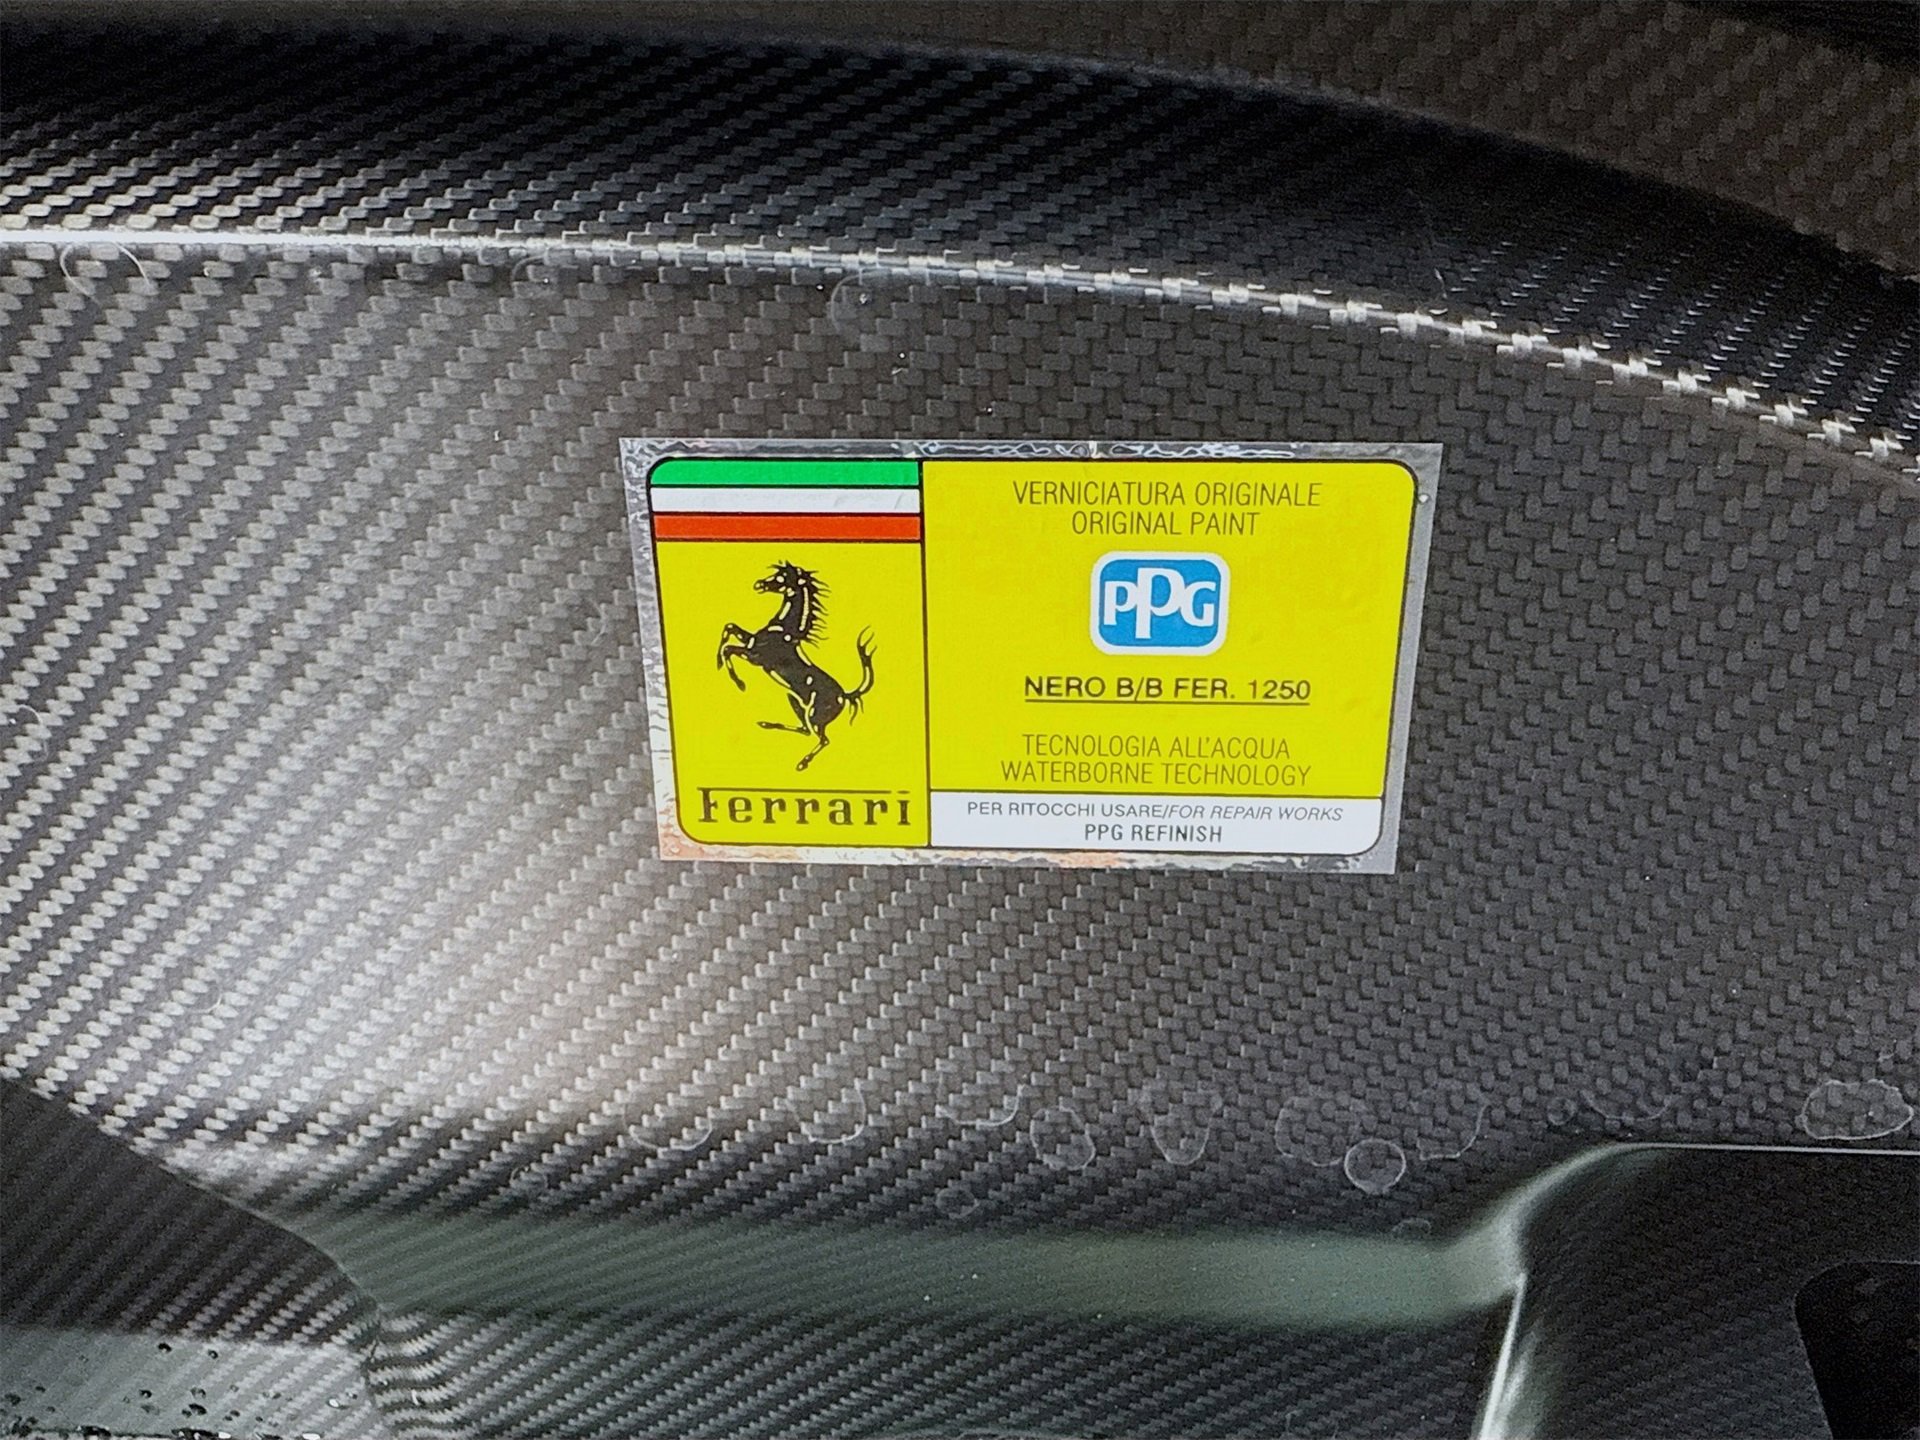 Ferrari
VERNICIATURA ORIGINALE
ORIGINAL PAINT
PPG
NERO B/B FER. 1250
TECNOLOGIA ALL'ACQUA
WATERBORNE TECHNOLOGY
PER RITOCCHI USARE/FOR REPAIR WORKS
PPG REFINISH